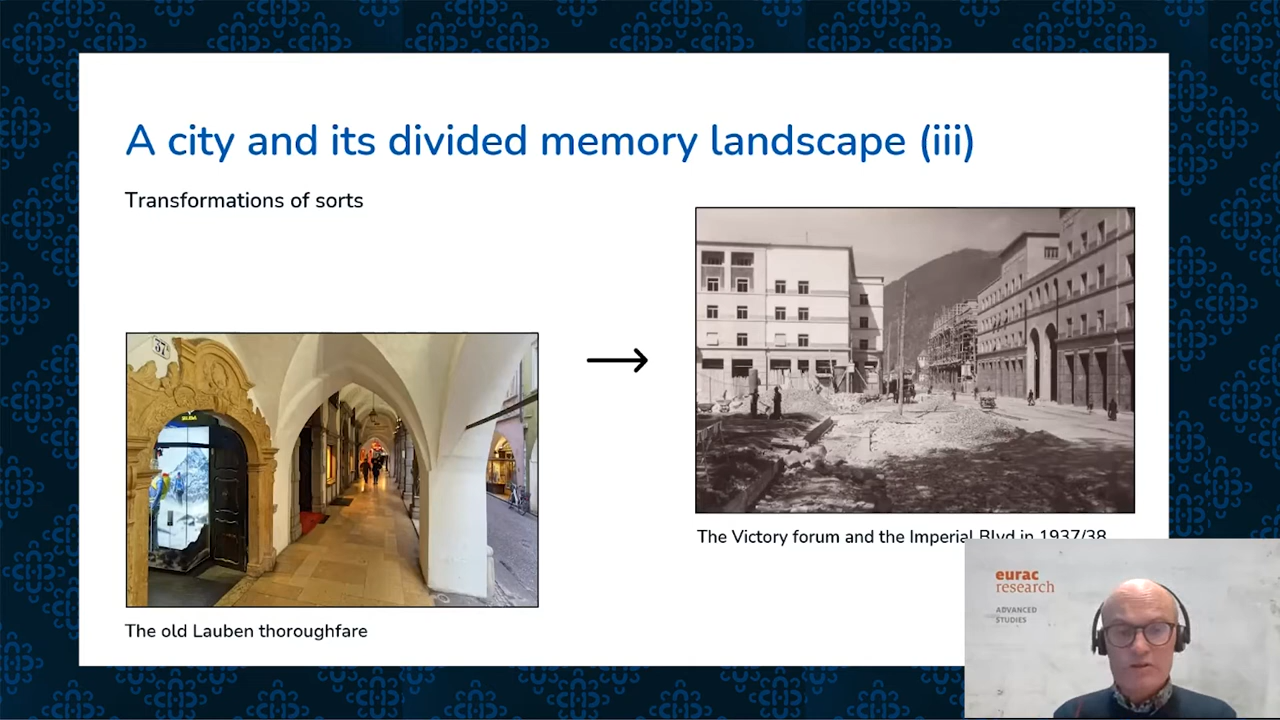 A city and its divided memory landscape (iii)
Transformations of sorts
37
The old Lauben thoroughfare
The Victory forum and the Imperial Blvd in 1937/38
eurac
research
ADVANCED
STUDIES